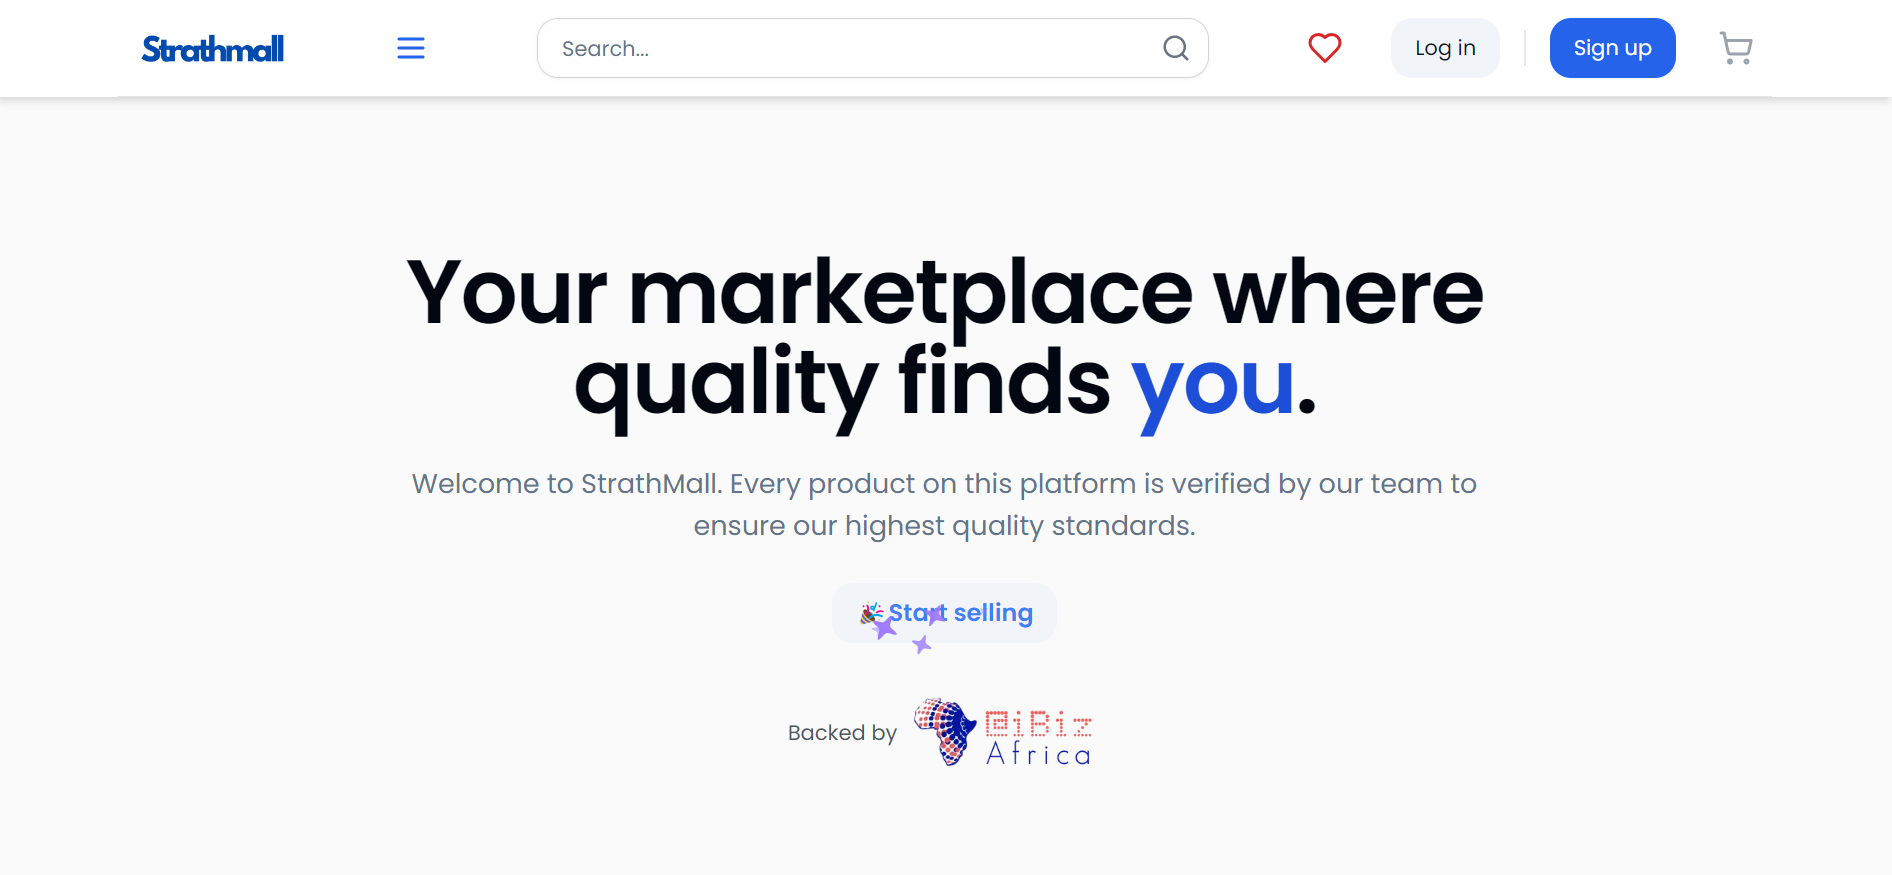 Strathmall
Search...
Log in
Sign up
Your marketplace where
quality finds you.
Welcome to StrathMall. Every product on this platform is verified by our team to
ensure our highest quality standards.
Start selling
Backed by
@iBiz
Africa